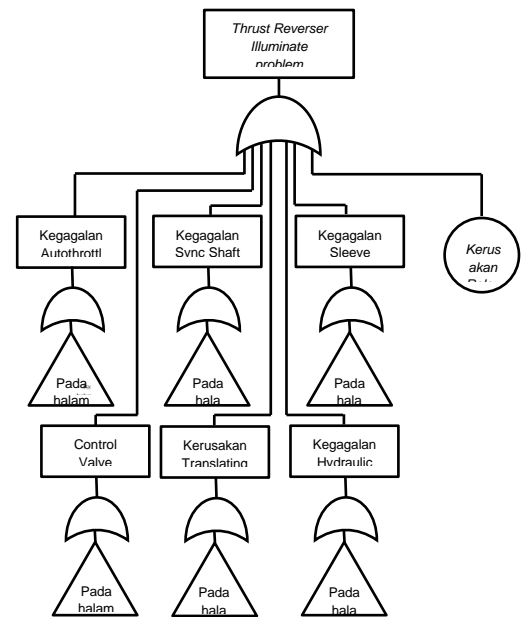 Thrust Reverser
Illuminate
problem
Kegagalan
Autothrottl
Kegagalan
Sync Shaft
Kegagalan
Sleeve
Kerus
akan
Pada
halam
Pada
hala
Pada
hala
Control
Valve
Kerusakan
Translating
Kegagalan
Hydraulic
Pada
halam
Pada
hala
Pada
hala